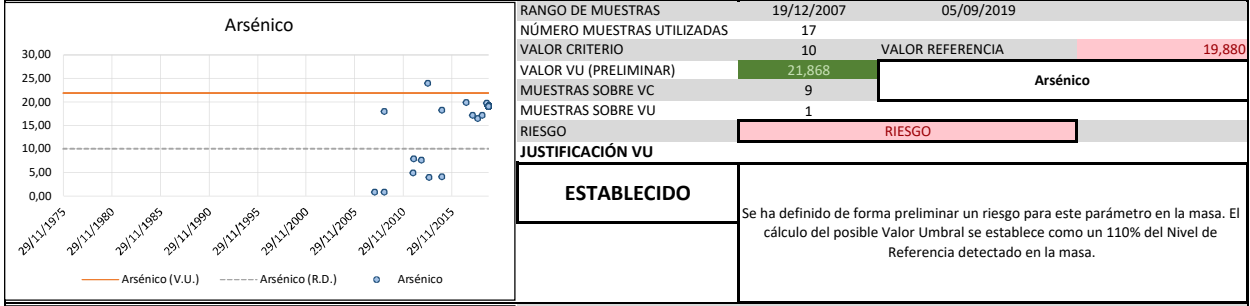 Arsénico
30,00
25,00
20,00
15,00
10,00
5,00
0,00
29/11/1975
29/11/1980
29/11/1985
29/11/1990
29/11/1995
29/11/2000
29/11/2005
29/11/2010
29/11/2015
Arsénico (V.U.) Arsénico (R.D.) Arsénico
RANGO DE MUESTRAS 19/12/2007 05/09/2019
NÚMERO MUESTRAS UTILIZADAS 17
VALOR CRITERIO 10 VALOR REFERENCIA 19,880
VALOR VU (PRELIMINAR) 21,868
Arsénico
MUESTRAS SOBRE VC 9
MUESTRAS SOBRE VU 1
RIESGO RIESGO
JUSTIFICACIÓN VU
ESTABLECIDO
Se ha definido de forma preliminar un riesgo para este parámetro en la masa. El
cálculo del posible Valor Umbral se establece como un 110% del Nivel de
Referencia detectado en la masa.